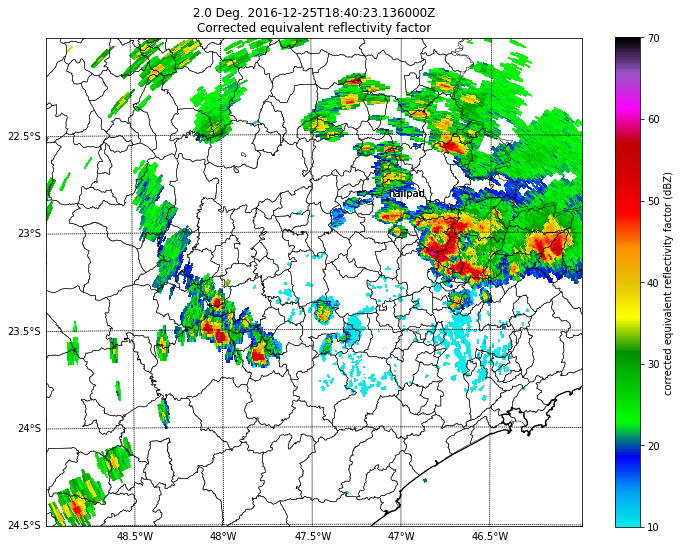 2.0 Deg. 2016-12-25T18:40:23.136000Z
Corrected equivalent reflectivity factor
22.5°S
23°S
23.5°S
24°S
24.5°S
48.5°W
48°W
47.5°W
47°W
46.5°W
hailpad
70
60
50
40
30
20
10
corrected equivalent reflectivity factor (dBZ)